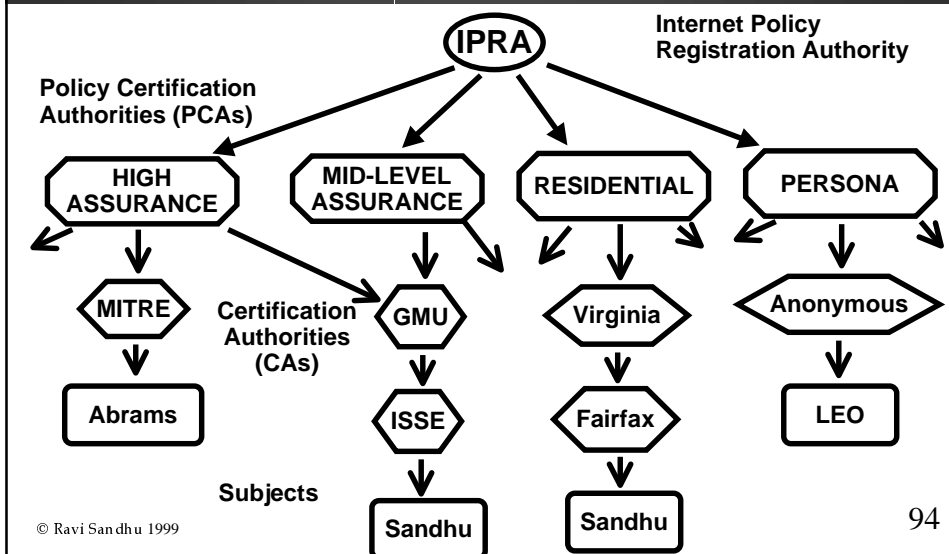 IPRA
Internet Policy
Registration Authority
Policy Certification
Authorities (PCAs)
HIGH
ASSURANCE
MID-LEVEL
ASSURANCE
RESIDENTIAL
PERSONA
MITRE
Certification
Authorities
(CAs)
GMU
Virginia
Anonymous
Abrams
ISSE
Fairfax
LEO
Subjects
Sandhu
Sandhu
© Ravi Sandhu 1999
94